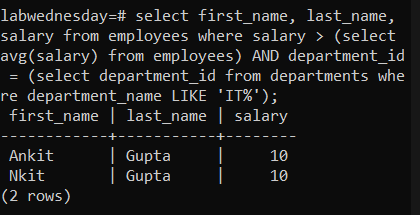 labwednesday=# select first_name, last_name,
salary from employees where salary > (select
avg(salary) from employees) AND department_id
 = (select department_id from departments whe
re department_name LIKE 'IT%');
 first_name | last_name | salary
------------+-----------+--------
 Ankit      | Gupta     |     10
 Nkit       | Gupta     |     10
(2 rows)